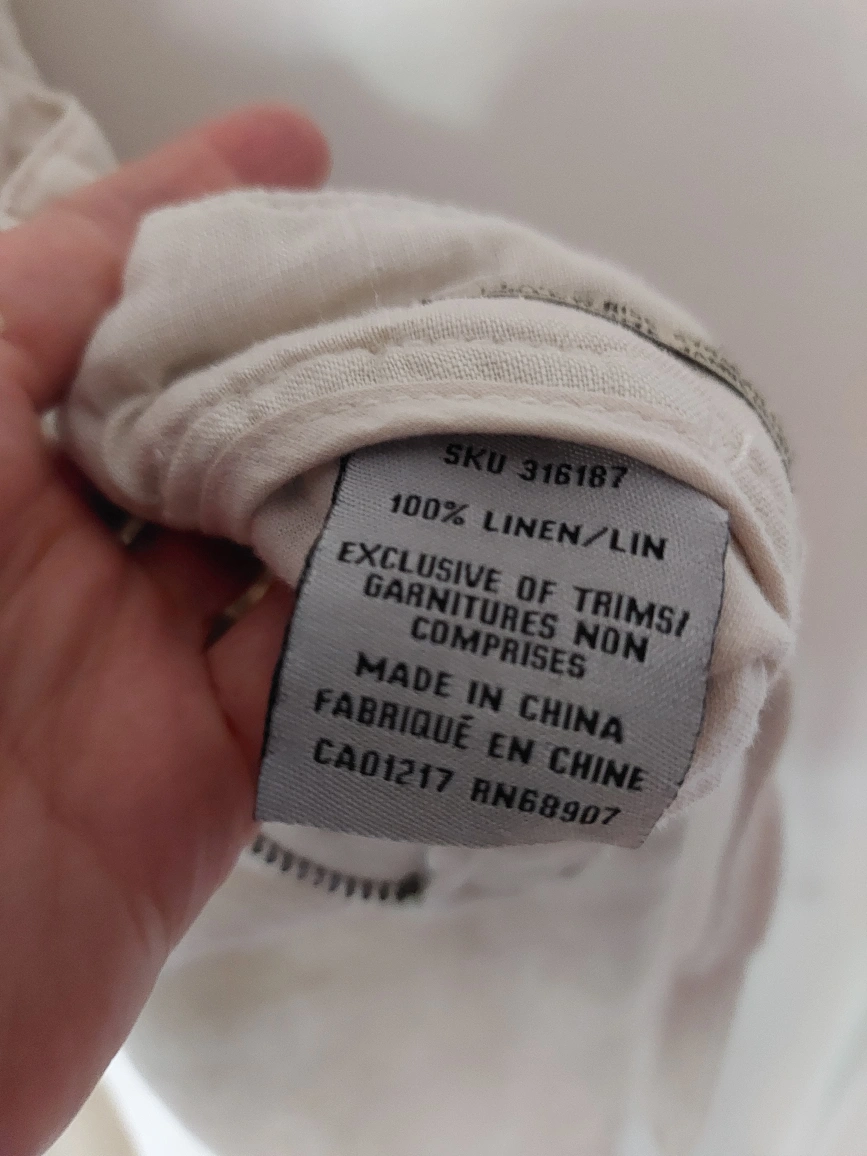 SKU 316187
100% LINEN/LIN
EXCLUSIVE OF TRIMS/
GARNITURES NON
COMPRISES
MADE IN CHINA
FABRIQUÉ EN CHINE
CA01217 RN68907